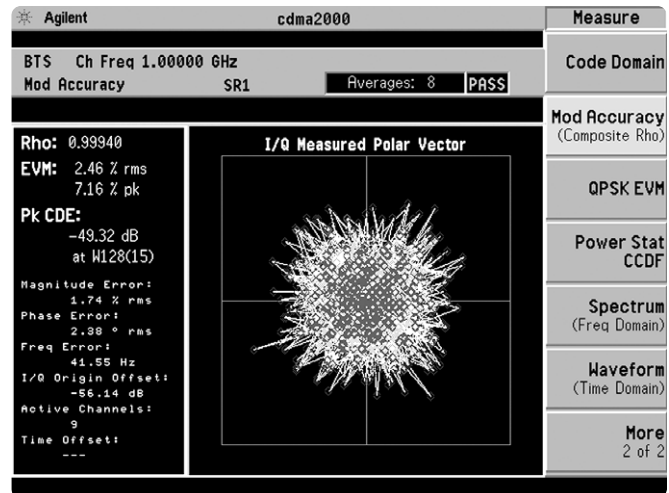 Agilent
cdma2000
Measure
BTS Ch Freq 1.00000 GHz
Mod Accuracy SR1 Averages: 8 PASS
Rho: 0.99940
EVM: 2.46 % rms
7.16 % pk
Pk CDE:
-49.32 dB
at W128(15)
Magnitude Error:
1.74 % rms
Phase Error:
2.38 ° rms
Freq Error:
41.55 Hz
I/Q Origin Offset:
-56.14 dB
Active Channels:
9
Time Offset:
---
I/Q Measured Polar Vector
Code Domain
Mod Accuracy
(Composite Rho)
QPSK EVM
Power Stat
CCDF
Spectrum
(Freq Domain)
Waveform
(Time Domain)
More
2 of 2